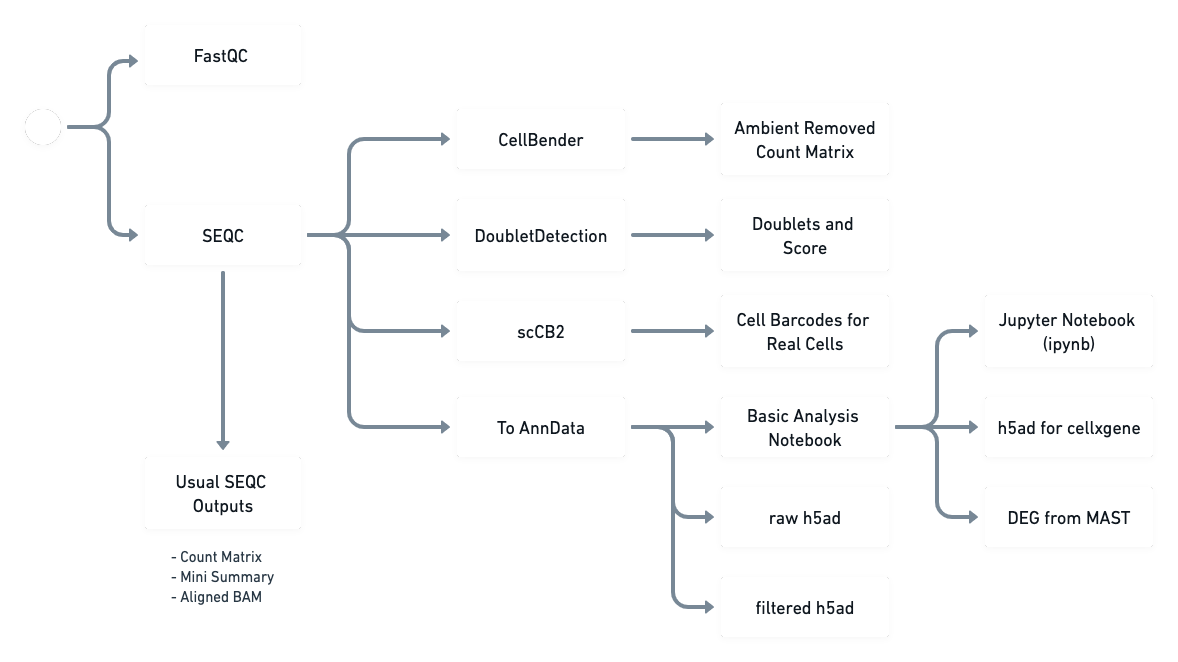 FastQC
SEQC
Usual SEQC
Outputs
- Count Matrix
- Mini Summary
- Aligned BAM
CellBender
DoubletDetection
scCB2
To AnnData
Ambient Removed
Count Matrix
Doublets and
Score
Cell Barcodes for
Real Cells
Basic Analysis
Notebook
raw h5ad
filtered h5ad
Jupyter Notebook
(ipynb)
h5ad for cellxgene
DEG from MAST